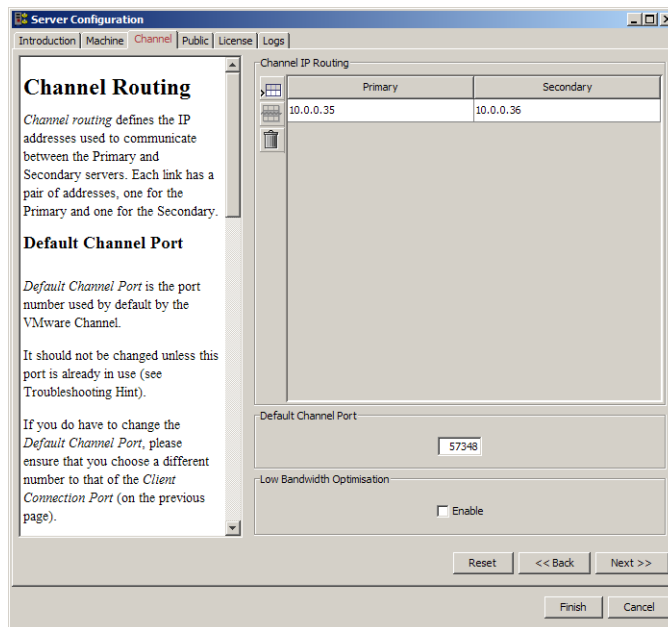 Server Configuration
Introduction Machine Channel Public License Logs
Channel Routing
Channel routing defines the IP
addresses used to communicate
between the Primary and
Secondary servers. Each link has a
pair of addresses, one for the
Primary and one for the Secondary.
Default Channel Port
Default Channel Port is the port
number used by default by the
VMware Channel.
It should not be changed unless this
port is already in use (see
Troubleshooting Hint).
If you do have to change the
Default Channel Port, please
ensure that you choose a different
number to that of the Client
Connection Port (on the previous
page).
Channel IP Routing
Primary Secondary
10.0.0.35 10.0.0.36
Default Channel Port
57348
Low Bandwidth Optimisation
Enable
Reset << Back Next >>
Finish Cancel